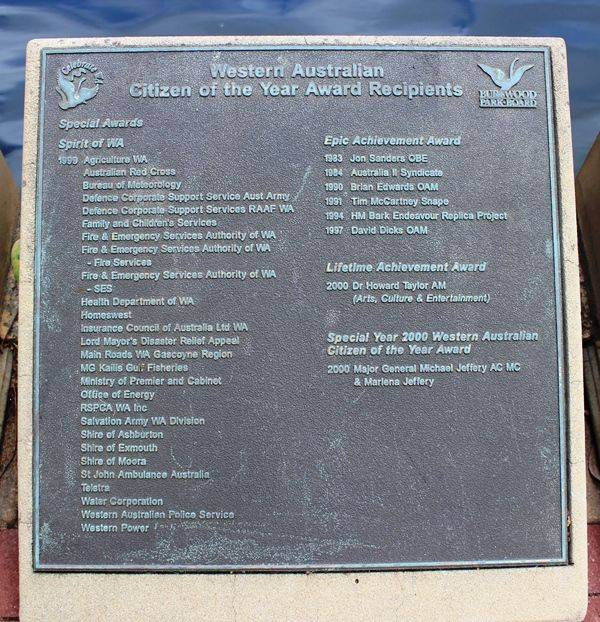 Celebrate WA
Western Australian
Citizen of the Year Award Recipients
BURSWOOD
PARK BOARD
Special Awards
Spirit of WA
1999 Agriculture WA
Australian Red Cross
Bureau of Meteorology
Defence Corporate Support Service Aust Army
Defence Corporate Support Services RAAF WA
Family and Children's Services
Fire & Emergency Services Authority of WA
Fire & Emergency Services Authority of WA
- Fire Services
Fire & Emergency Services Authority of WA
- SES
Health Department of WA
Homeswest
Insurance Council of Australia Ltd WA
Lord Mayor's Disaster Relief Appeal
Main Roads WA Gascoyne Region
MG Kailis Gulf Fisheries
Ministry of Premier and Cabinet
Office of Energy
RSPCA WA Inc
Salvation Army WA Division
Shire of Ashburton
Shire of Exmouth
Shire of Moora
St John Ambulance Australia
Telstra
Water Corporation
Western Australian Police Service
Western Power
Epic Achievement Award
1983 Jon Sanders OBE
1984 Australia II Syndicate
1990 Brian Edwards OAM
1991 Tim McCartney Snape
1994 HM Bark Endeavour Replica Project
1997 David Dicks OAM
Lifetime Achievement Award
2000 Dr Howard Taylor AM
(Arts, Culture & Entertainment)
Special Year 2000 Western Australian
Citizen of the Year Award
2000 Major General Michael Jeffery AC MC
& Marlena Jeffery